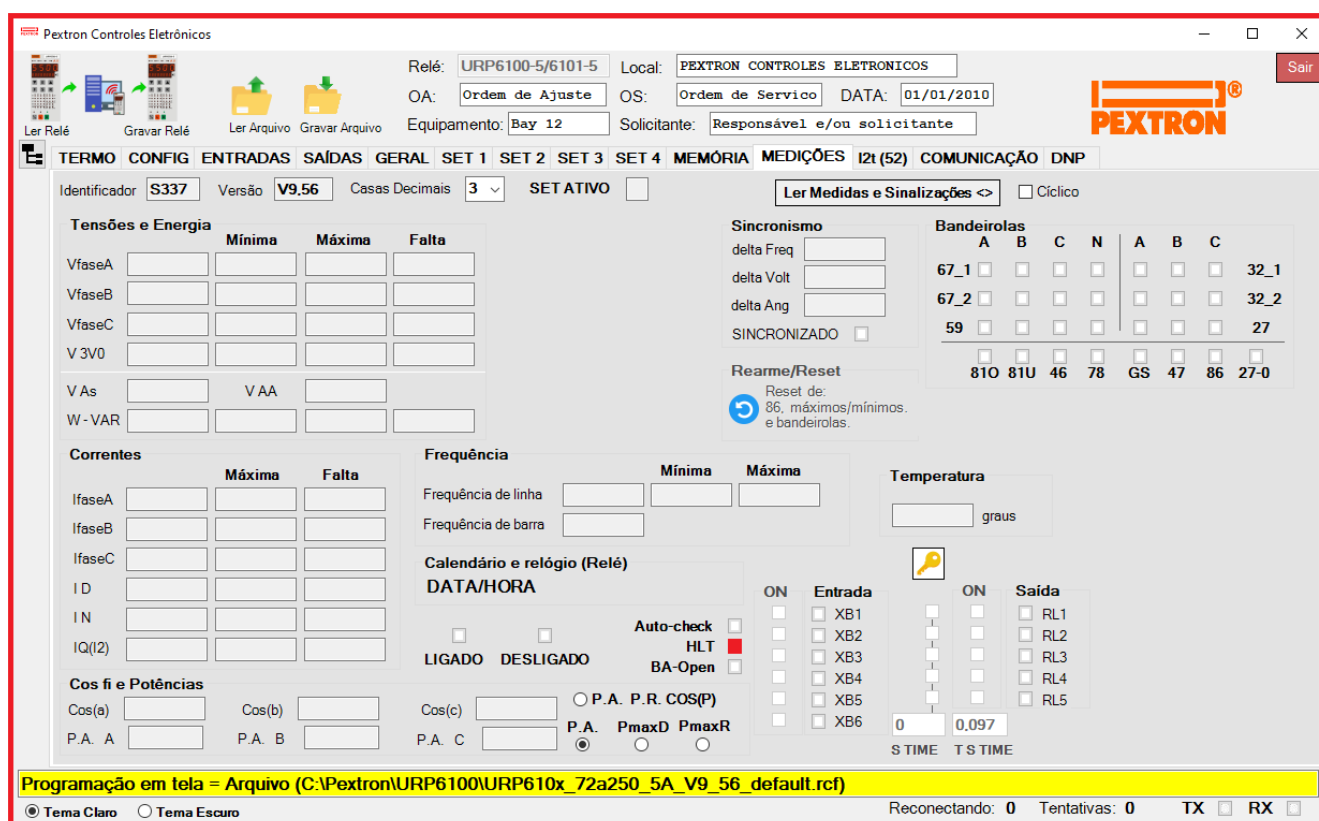 Pextron Controles Eletrônicos
Relé: URP6100-5/6101-5 Local: PEXTRON CONTROLES ELETRONICOS Sair
OA: Ordem de Ajuste OS: Ordem de Servico DATA: 01/01/2010
Equipamento: Bay 12 Solicitante: Responsável e/ou solicitante PEXTRON ®
Ler Relé Gravar Relé Ler Arquivo Gravar Arquivo
TERMO CONFIG ENTRADAS SAÍDAS GERAL SET 1 SET 2 SET 3 SET 4 MEMÓRIA MEDIÇÕES I2t (52) COMUNICAÇÃO DNP
Identificador S337 Versão V9,56 Casas Decimais 3 SET ATIVO Ler Medidas e Sinalizações <> Cíclico
Tensões e Energia
Mínima Máxima Falta
VfaseA
VfaseB
VfaseC
V 3V0
V As V AA
W - VAR
Sincronismo
delta Freq
delta Volt
delta Ang
SINCRONIZADO
Rearme/Reset
Reset de:
86, máximos/mínimos.
e bandeirolas.
Bandeirolas
A B C N A B C
67_1 32_1
67_2 32_2
59 27
81O 81U 46 78 GS 47 86 27-0
Correntes
Máxima Falta
IfaseA
IfaseB
IfaseC
I D
I N
IQ(I2)
Frequência
Mínima Máxima
Frequência de linha
Frequência de barra
Temperatura
graus
Calendário e relógio (Relé)
DATA/HORA
LIGADO DESLIGADO
Auto-check
HLT
BA-Open
ON Entrada
XB1
XB2
XB3
XB4
XB5
XB6
ON Saída
RL1
RL2
RL3
RL4
RL5
0 0,097
S TIME T S TIME
Cos fi e Potências
Cos(a) Cos(b) Cos(c) P.A. P.R. COS(P)
P.A. A P.A. B P.A. C P.A. PmaxD PmaxR
Programação em tela = Arquivo (C:\Pextron\URP6100\URP610x_72a250_5A_V9_56_default.rcf)
Tema Claro Tema Escuro Reconectando: 0 Tentativas: 0 TX RX